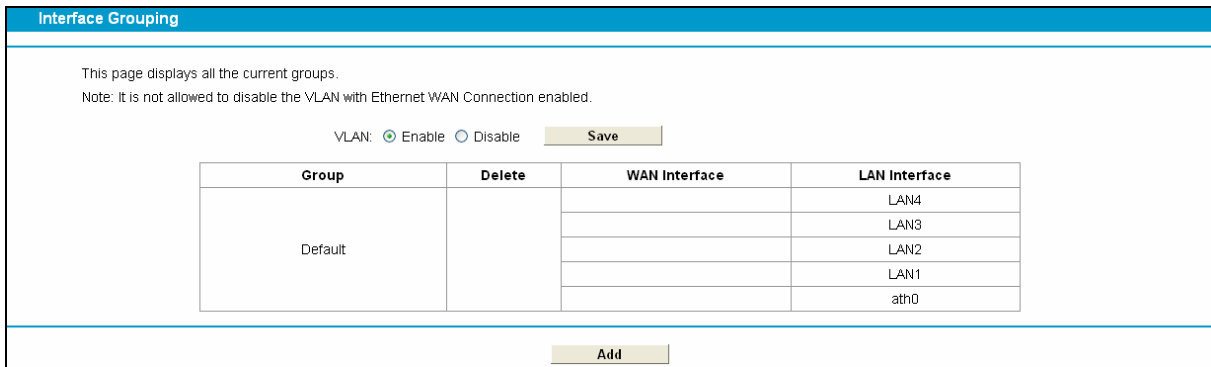 Interface Grouping
This page displays all the current groups.
Note: It is not allowed to disable the VLAN with Ethernet WAN Connection enabled.
VLAN: Enable Disable Save
Group Delete WAN Interface LAN Interface
LAN4
LAN3
Default LAN2
LAN1
ath0
Add